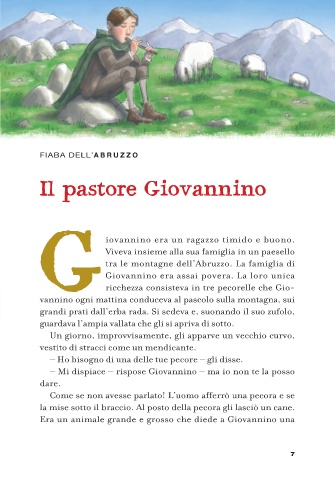 FIABA DELL'ABRUZZO
Il pastore Giovannino
Giovannino era un ragazzo timido e buono.
Viveva insieme alla sua famiglia in un paesello
tra le montagne dell'Abruzzo. La famiglia di
Giovannino era assai povera. La loro unica
ricchezza consisteva in tre pecorelle che Gio-
vannino ogni mattina conduceva al pascolo sulla montagna, sui
grandi prati dall'erba rada. Si sedeva e, suonando il suo zufolo,
guardava l'ampia vallata che gli si apriva di sotto.
Un giorno, improvvisamente, gli apparve un vecchio curvo,
vestito di stracci come un mendicante.
– Ho bisogno di una delle tue pecore – gli disse.
– Mi dispiace – rispose Giovannino – ma io non te la posso
dare.
Come se non avesse parlato! L'uomo afferrò una pecora e se
la mise sotto il braccio. Al posto della pecora gli lasciò un cane.
Era un animale grande e grosso che diede a Giovannino una
7